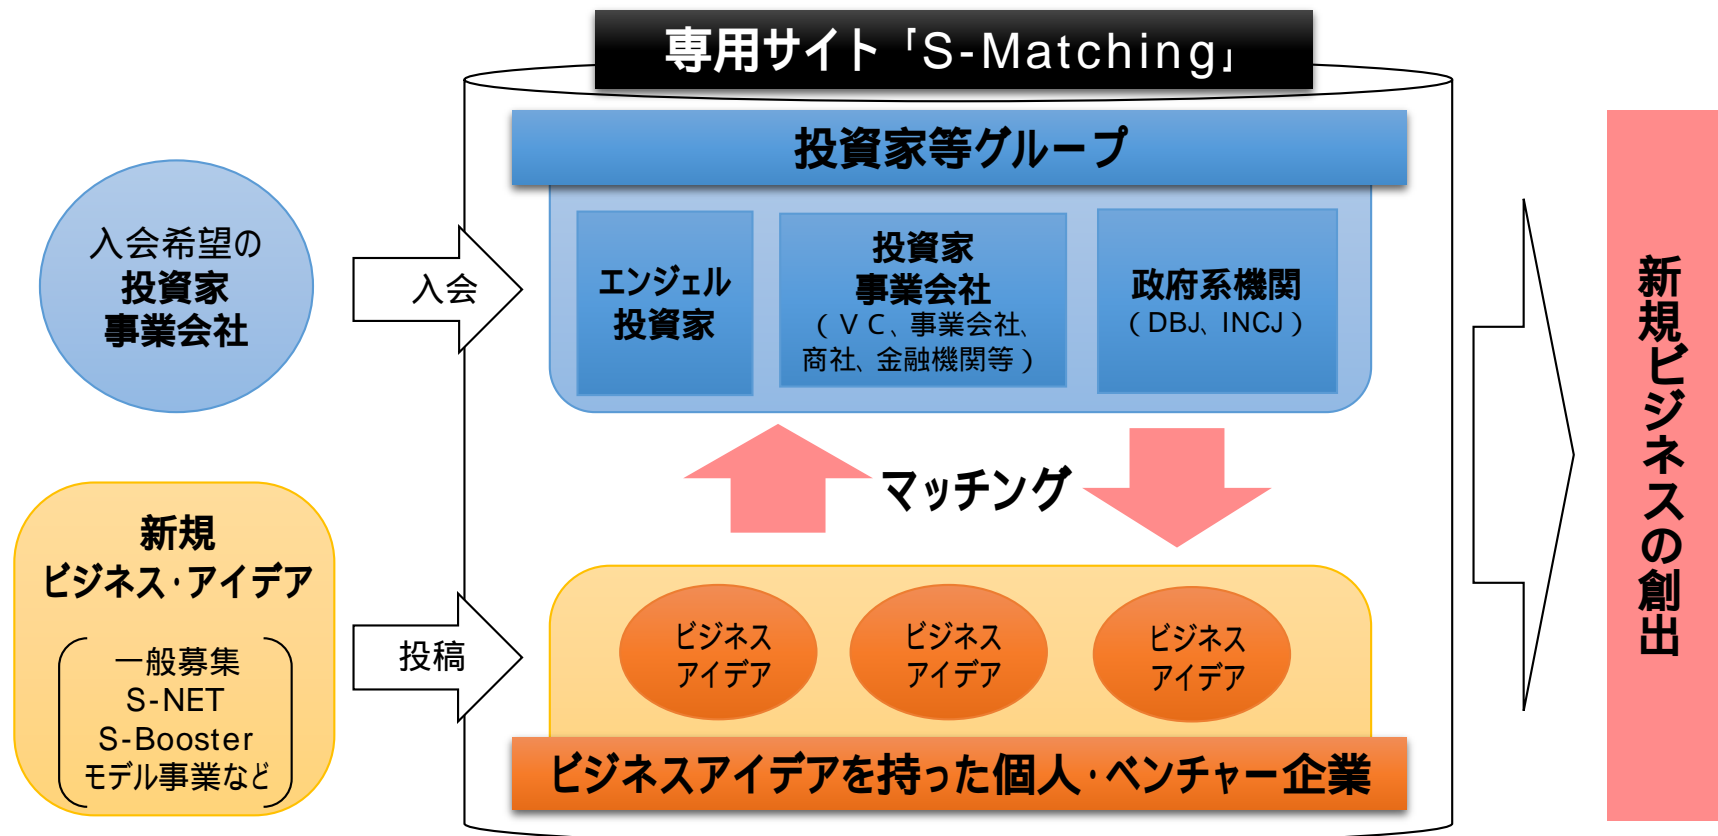 専用サイト「S-Matching」
投資家等グループ
入会希望の
投資家
事業会社
入会
エンジェル
投資家
投資家
事業会社
（ＶＣ、事業会社、
商社、金融機関等）
政府系機関
（DBJ、INCJ）
マッチング
新規
ビジネス・アイデア
一般募集
S-NET
S-Booster
モデル事業など
投稿
ビジネス
アイデア
ビジネス
アイデア
ビジネス
アイデア
ビジネスアイデアを持った個人・ベンチャー企業
新規ビジネスの創出